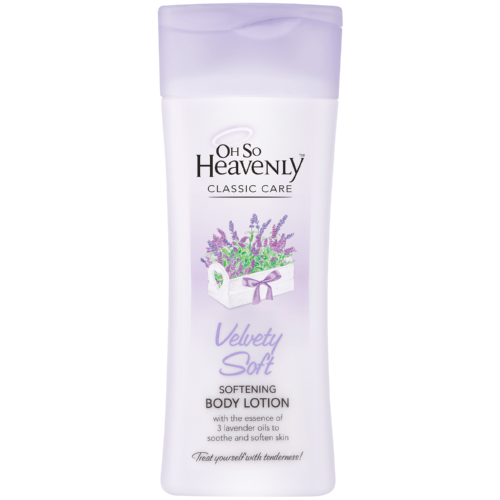 Oh So
Heavenly™
CLASSIC CARE
Velvety
Soft
SOFTENING
BODY LOTION
with the essence of
3 lavender oils to
soothe and soften skin
Treat yourself with tenderness!